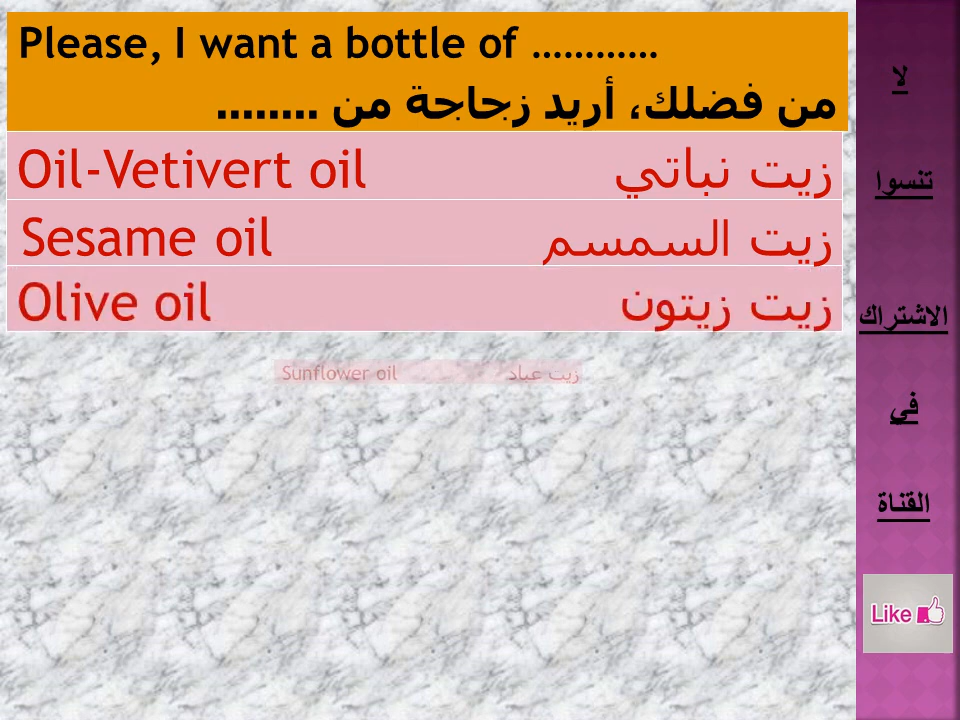 Please, I want a bottle of …………
من فضلك، أريد زجاجة من ........
Oil-Vetivert oil زيت نباتي
Sesame oil زيت السمسم
Olive oil زيت زيتون
Sunflower oil زيت عباد
لا
تنسوا
الاشتراك
في
القناة
Like